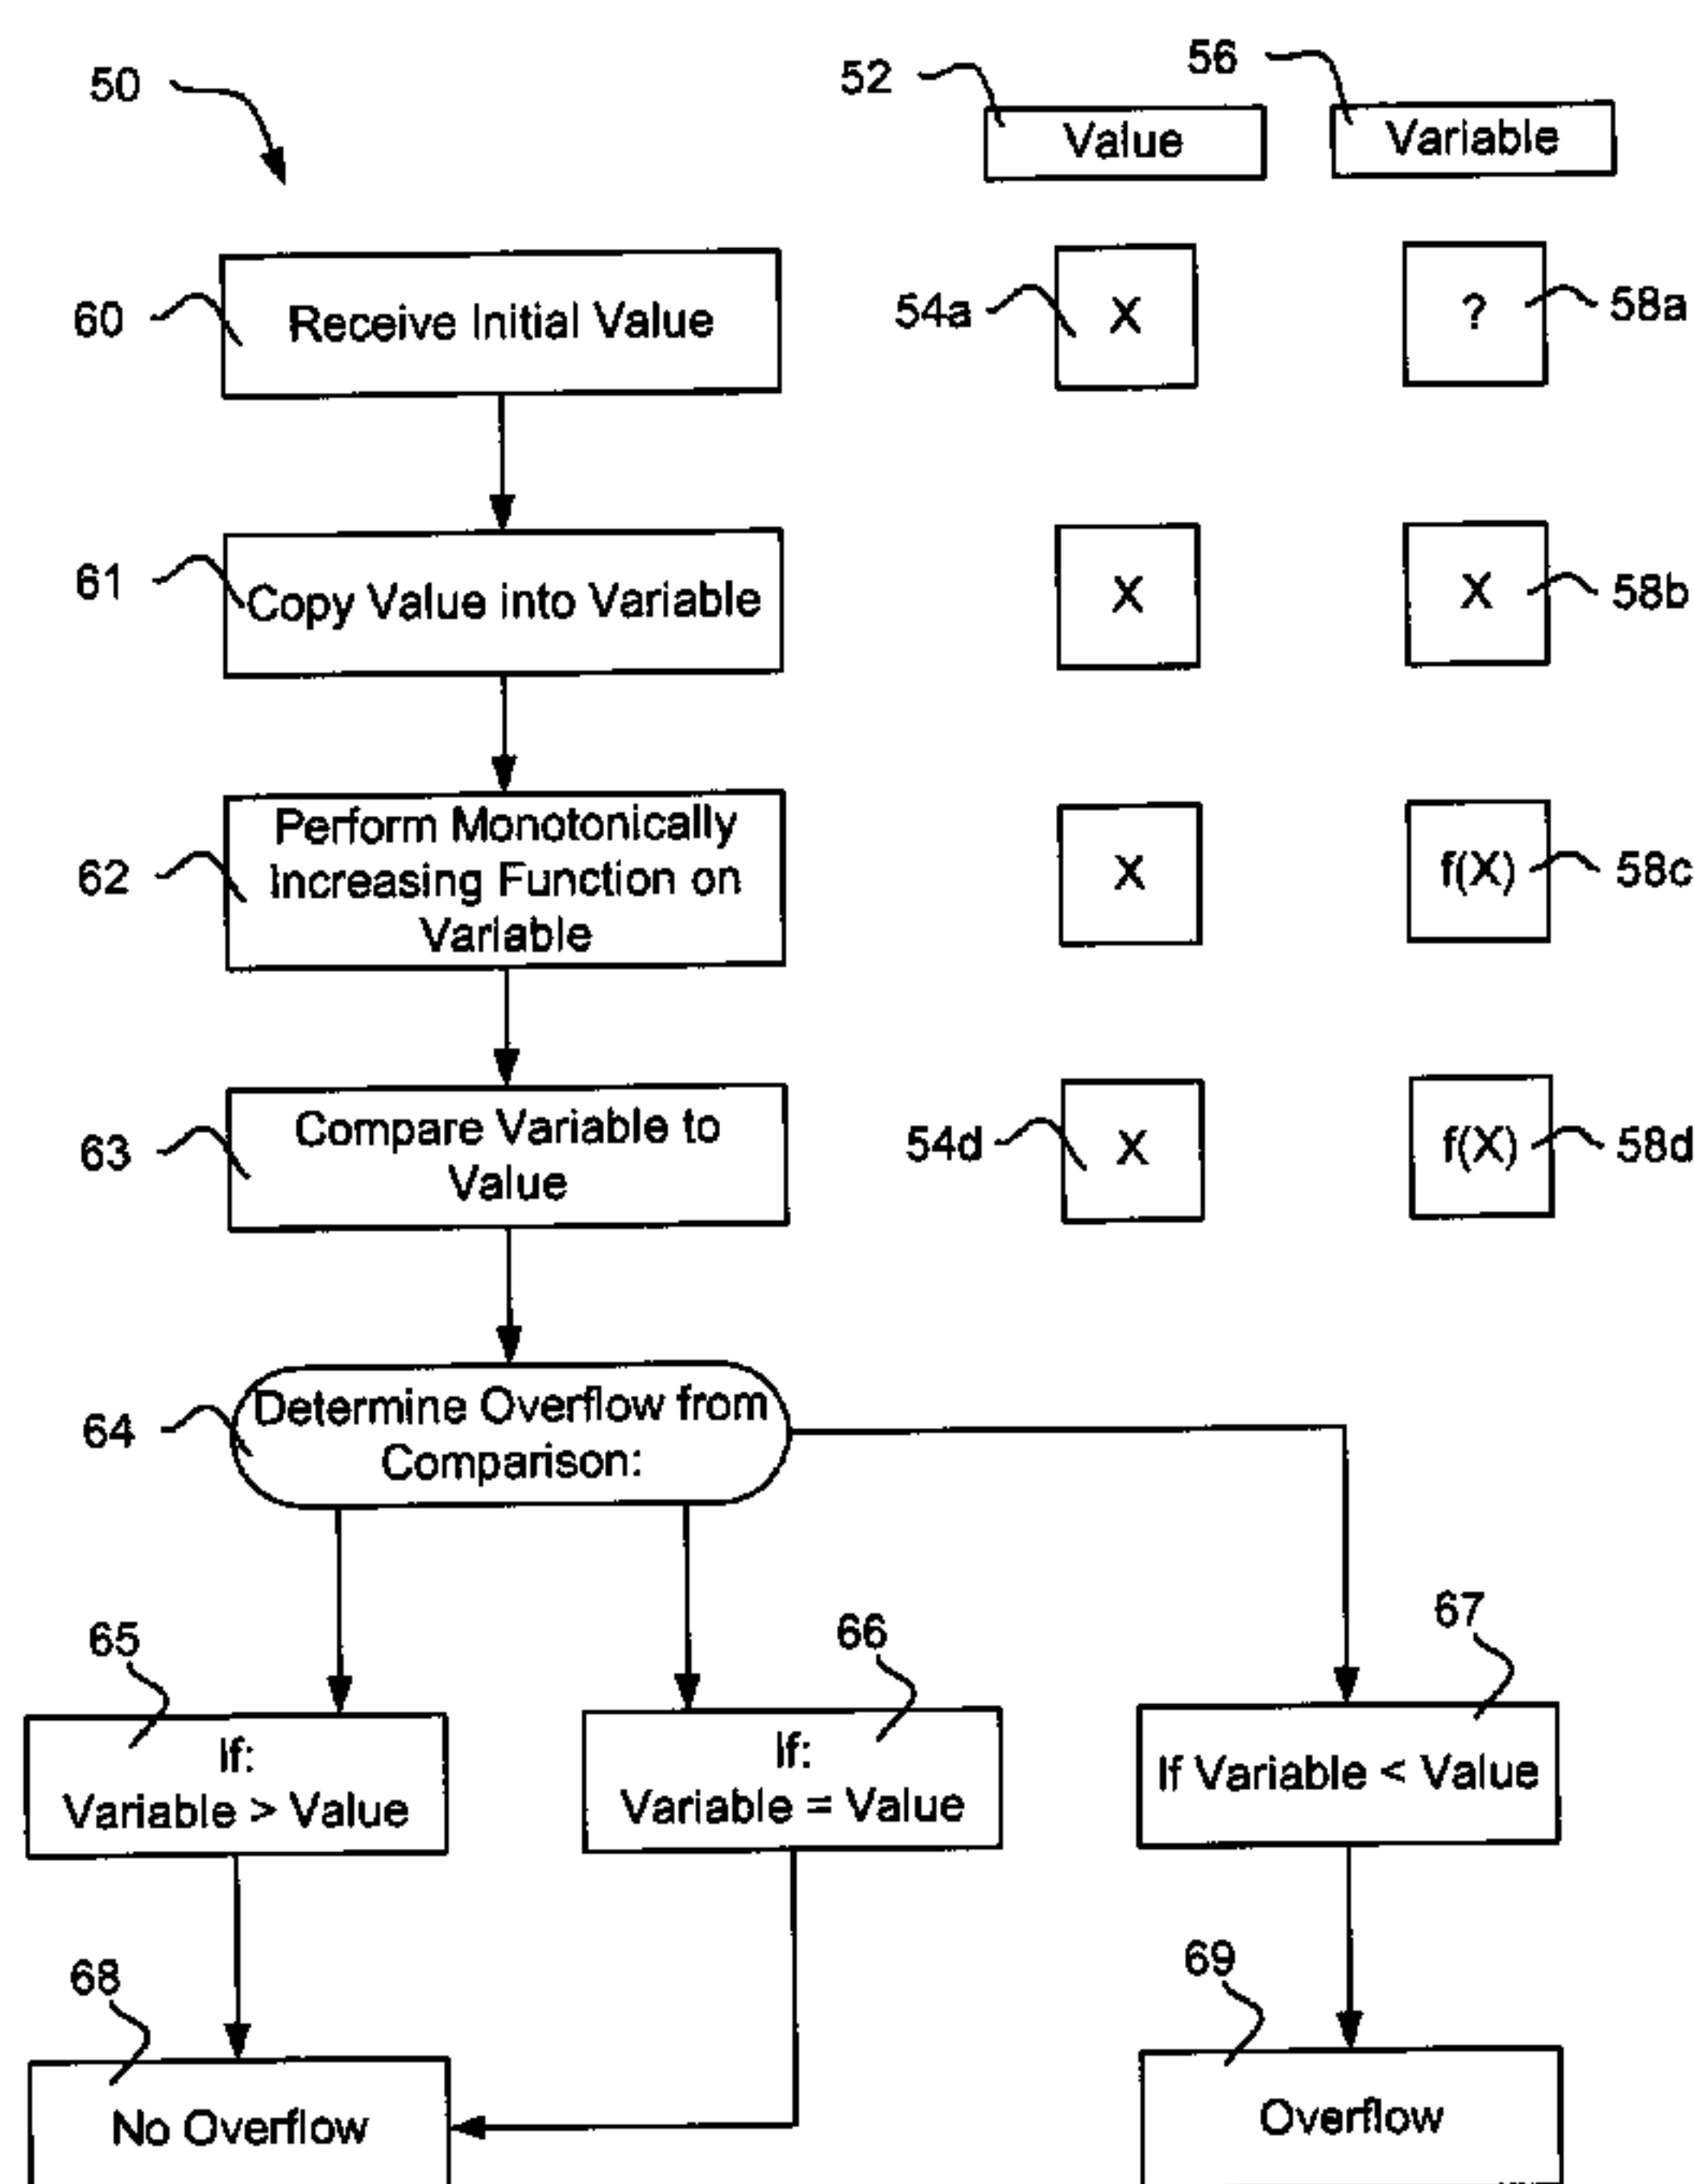 50
52
56
Value
Variable
60
Receive Initial Value
54a
X
?
58a
61
Copy Value into Variable
X
X
58b
62
Perform Monotonically
Increasing Function on
Variable
X
f(X)
58c
63
Compare Variable to
Value
54d
X
f(X)
58d
64
Determine Overflow from
Comparison:
65
66
67
If:
Variable > Value
If:
Variable = Value
If Variable < Value
68
69
No Overflow
Overflow